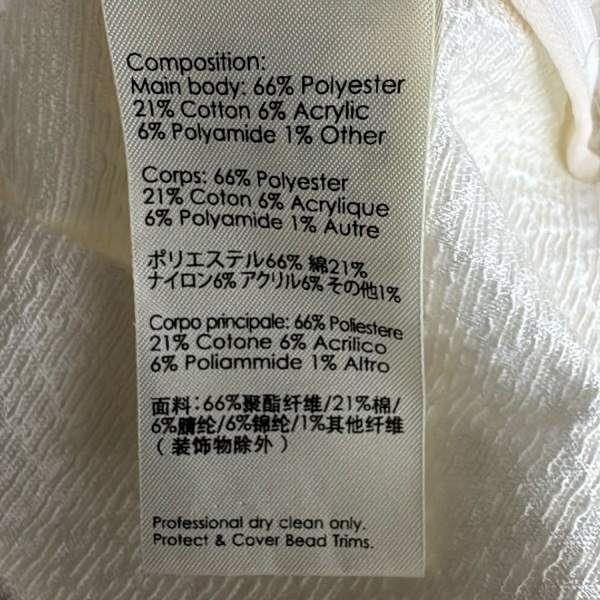 Composition:
Main body: 66% Polyester
21% Cotton 6% Acrylic
6% Polyamide 1% Other
Corps: 66% Polyester
21% Coton 6% Acrylique
6% Polyamide 1% Autre
ポリエステル66% 綿21%
ナイロン6% アクリル6% その他1%
Corpo principale: 66% Poliestere
21% Cotone 6% Acrilico
6% Poliammide 1% Altro
面料：66%聚酯纤维/21%棉/
6%腈纶/6%锦纶/1%其他纤维
（装饰物除外）
Professional dry clean only.
Protect & Cover Bead Trims.